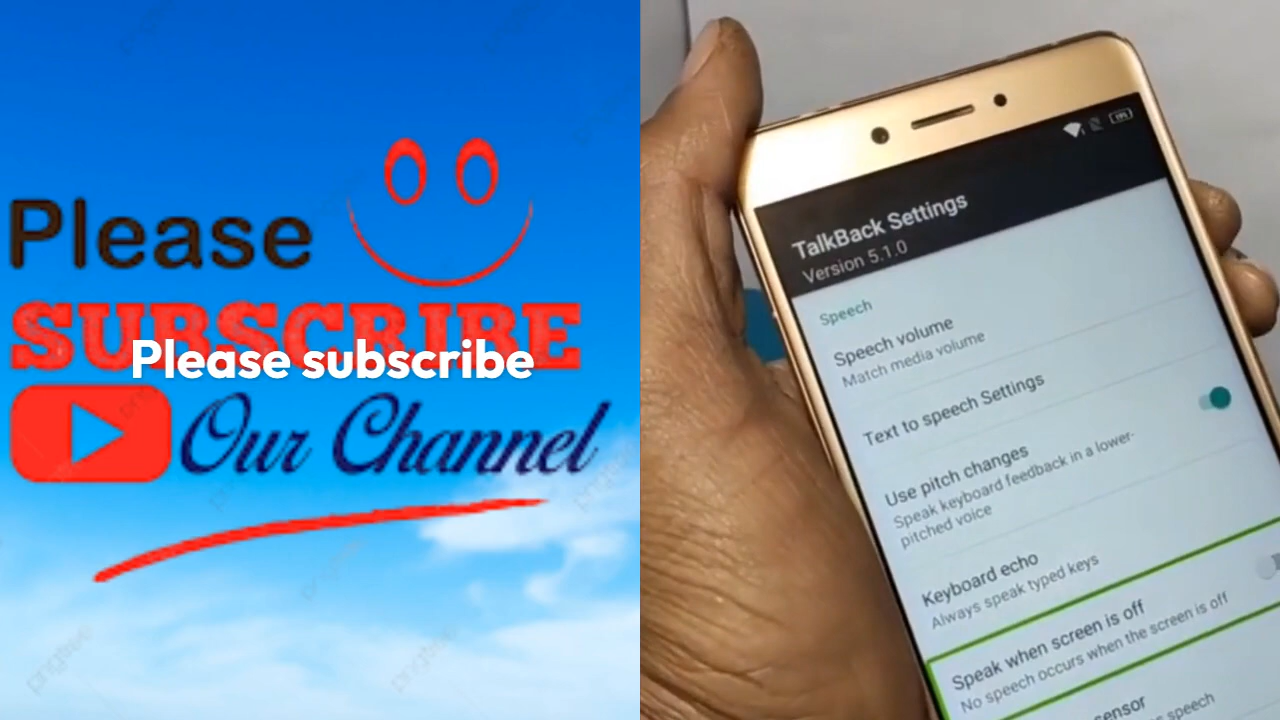 Please
SUBSCRIBE
Please subscribe
Our Channel
TalkBack Settings
Version 5.1.0
Speech
Speech volume
Match media volume
Text to speech Settings
Use pitch changes
Speak keyboard feedback in a lower-
pitched voice
Keyboard echo
Always speak typed keys
Speak when screen is off
No speech occurs when the screen is off
sensor
speech